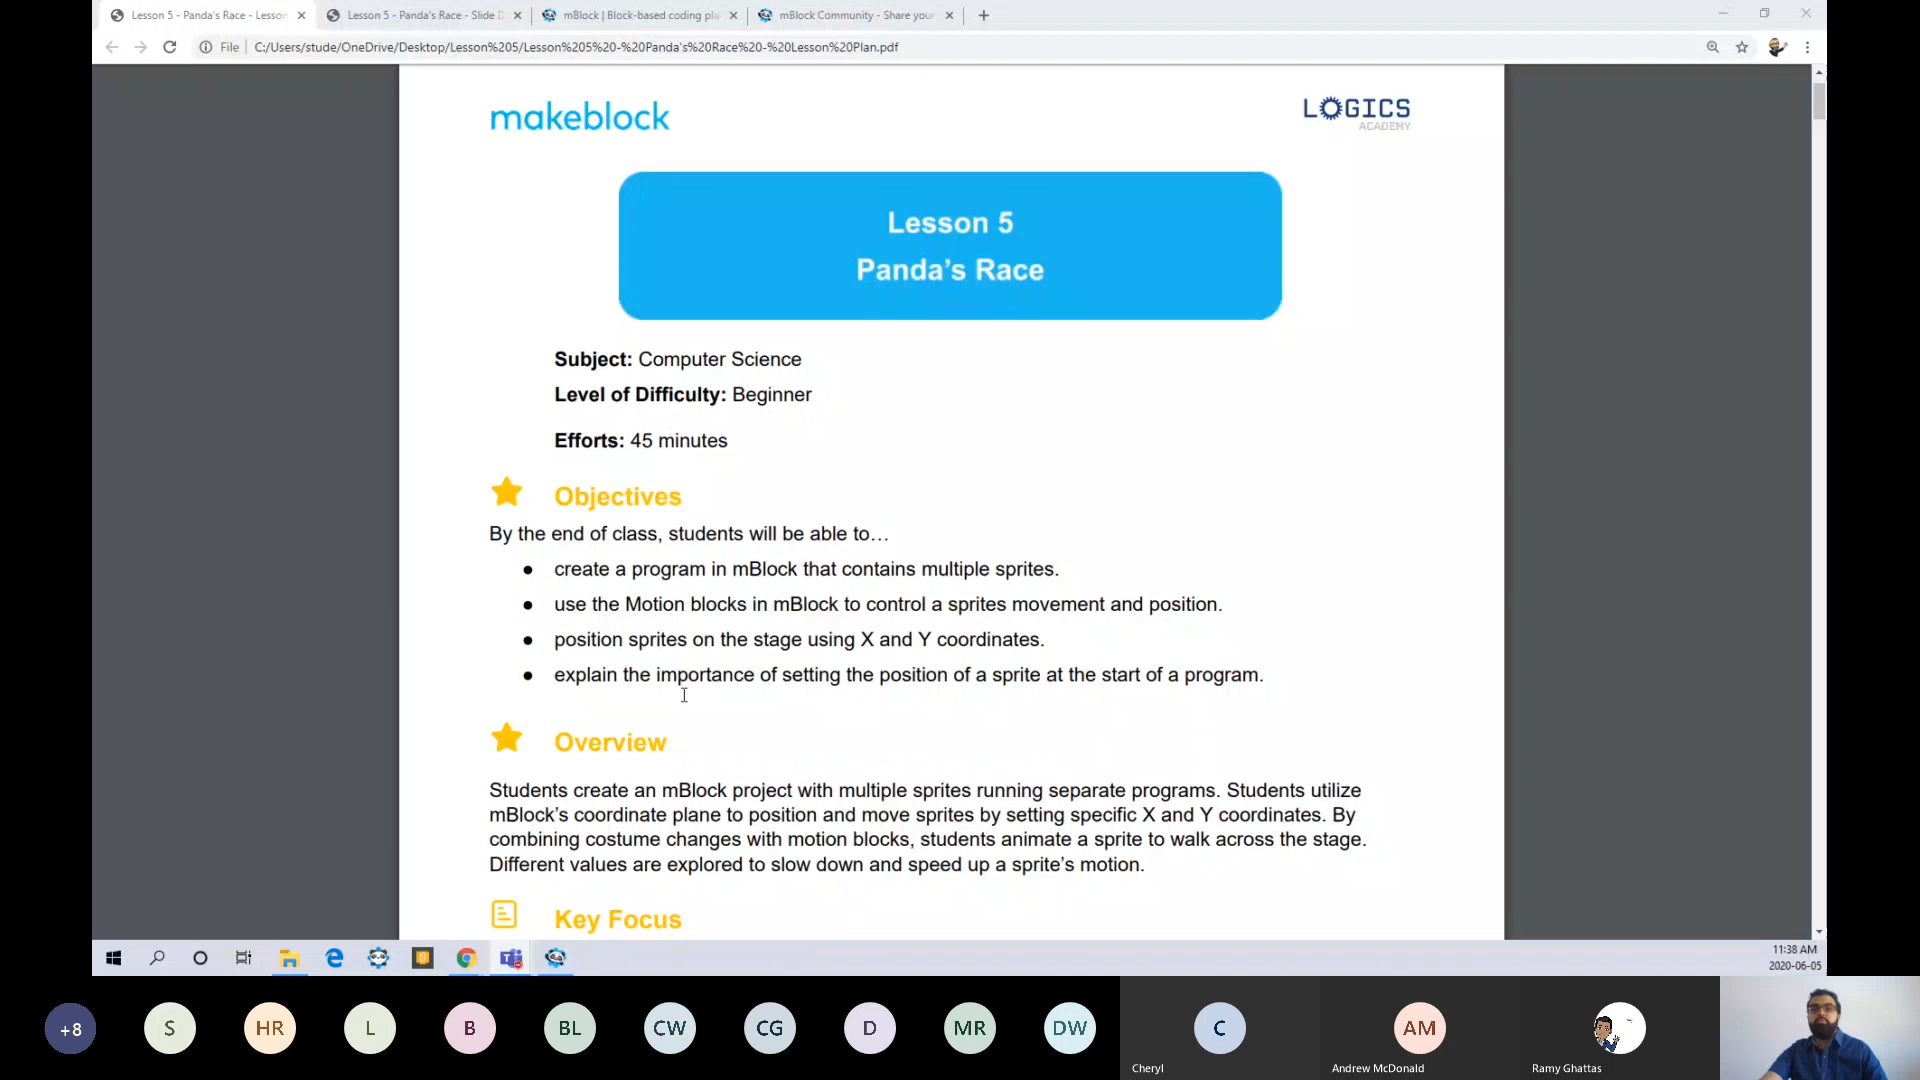 Lesson 5 - Panda's Race - Lesson
Lesson 5 - Panda's Race - Slide D
mBlock | Block-based coding pla
mBlock Community - Share your
File
C:/Users/stude/OneDrive/Desktop/Lesson%205/Lesson%205%20-%20Panda's%20Race%20-%20Lesson%20Plan.pdf
makeblock
LOGICS
ACADEMY
Lesson 5
Panda's Race
Subject: Computer Science
Level of Difficulty: Beginner
Efforts: 45 minutes
Objectives
By the end of class, students will be able to…
● create a program in mBlock that contains multiple sprites.
● use the Motion blocks in mBlock to control a sprites movement and position.
● position sprites on the stage using X and Y coordinates.
● explain the importance of setting the position of a sprite at the start of a program.
Overview
Students create an mBlock project with multiple sprites running separate programs. Students utilize
mBlock's coordinate plane to position and move sprites by setting specific X and Y coordinates. By
combining costume changes with motion blocks, students animate a sprite to walk across the stage.
Different values are explored to slow down and speed up a sprite's motion.
Key Focus
11:38 AM
2020-06-05
+8
S
HR
L
B
BL
CW
CG
D
MR
DW
C
AM
Cheryl
Andrew McDonald
Ramy Ghattas